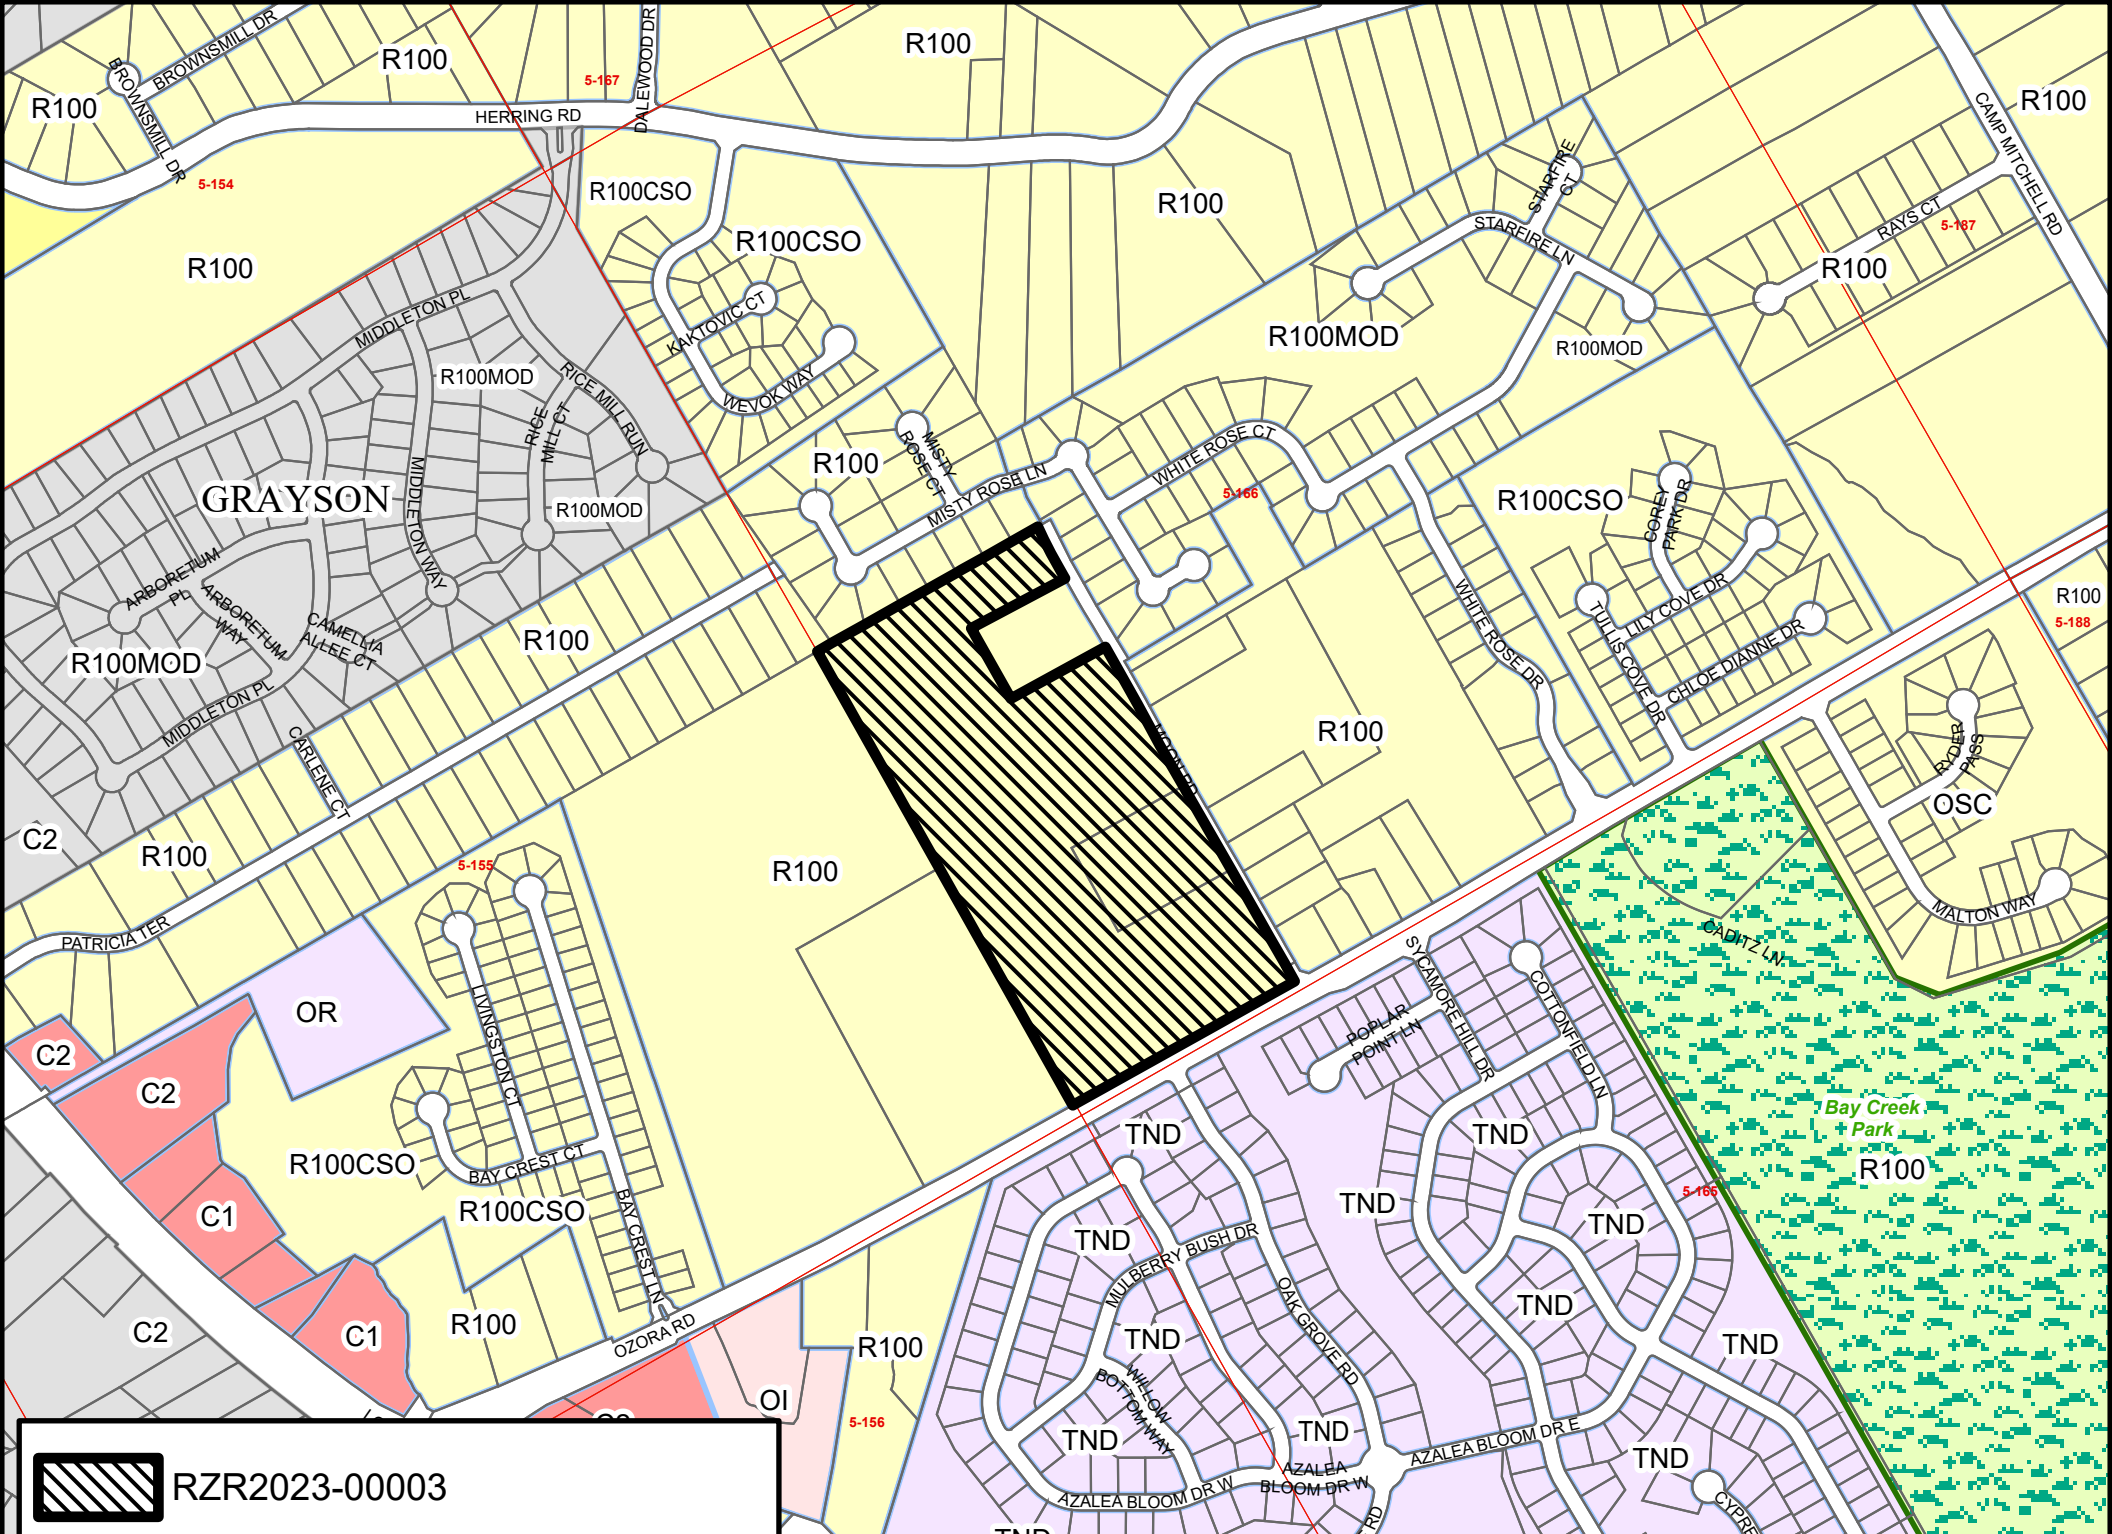 BROWNSMILL DR
R100
DALEWOOD DR
R100
5-167
BROWNSMILL DR
R100
HERRING RD
CAMP MITCHELL RD
R100
5-154
R100CSO
R100
STARFIRE CT
RAYS CT
5-187
R100CSO
STARFIRE LN
R100
R100
MIDDLETON PL
KAKTOVIC CT
R100MOD
R100MOD
R100MOD
RICE MILL RUN
WEVOK WAY
RICE
MILL CT
MISTY
ROSE CT
WHITE ROSE CT
R100
MISTY ROSE LN
5-166
R100CSO
COREY
PARK DR
GRAYSON
MIDDLETON WAY
R100MOD
ARBORETUM
PL
ARBORETUM
WAY
CAMELLIA
ALLEE CT
R100
R100MOD
WHITE ROSE DR
TULLIS COVE DR
LILY COVE DR
CHLOE DIANNE DR
R100
5-188
MIDDLETON PL
CARLENE CT
MOON RD
R100
RYDER
PASS
OSC
C2
R100
5-155
R100
MALTON WAY
PATRICIA TER
CADITZ LN
OR
LIVINGSTON CT
SYCAMORE HILL DR
COTTONFIELD LN
POPLAR
POINT LN
C2
C2
Bay Creek
Park
R100
TND
TND
5-165
R100CSO
BAY CREST CT
R100CSO
BAY CREST LN
C1
TND
TND
TND
MULBERRY BUSH DR
OAK GROVE RD
TND
C2
C1
R100
OZORA RD
R100
TND
TND
WILLOW
BOTTOM WAY
OI
5-156
TND
TND
AZALEA BLOOM DR E
TND
AZALEA BLOOM DR W
AZALEA
BLOOM DR W
RD
CYPRE
TND
RZR2023-00003